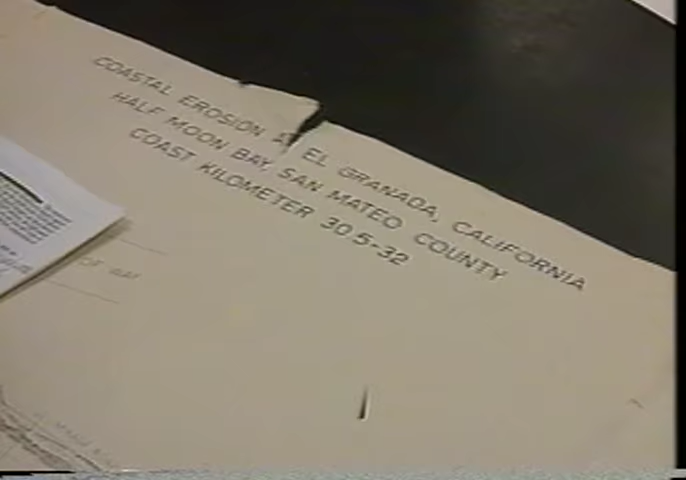 COASTAL EROSION AT EL GRANADA, CALIFORNIA
HALF MOON BAY, SAN MATEO COUNTY
COAST KILOMETER 30.5-32